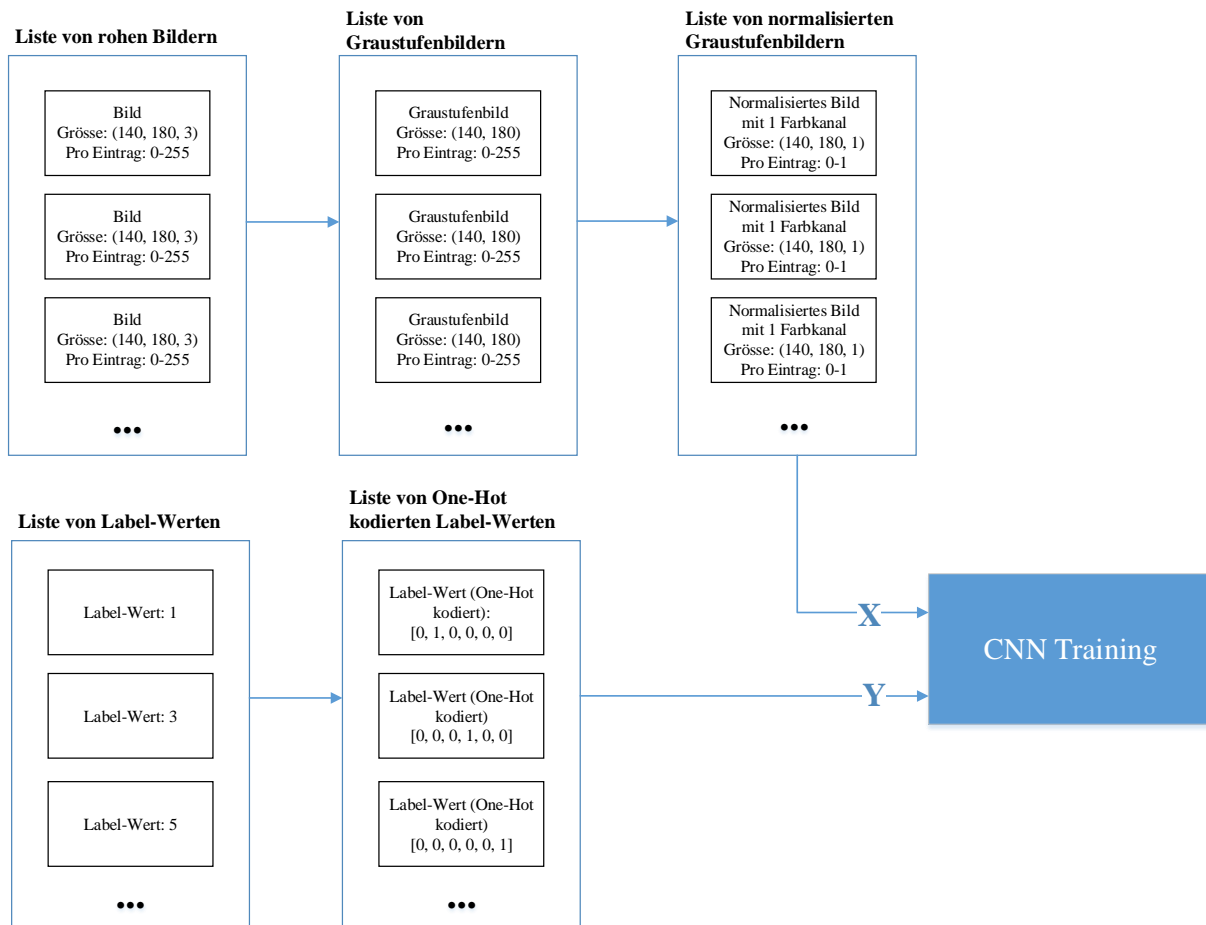 Liste von rohen Bildern
Bild
Grösse: (140, 180, 3)
Pro Eintrag: 0-255
Bild
Grösse: (140, 180, 3)
Pro Eintrag: 0-255
Bild
Grösse: (140, 180, 3)
Pro Eintrag: 0-255
...
Liste von
Graustufenbildern
Graustufenbild
Grösse: (140, 180)
Pro Eintrag: 0-255
Graustufenbild
Grösse: (140, 180)
Pro Eintrag: 0-255
Graustufenbild
Grösse: (140, 180)
Pro Eintrag: 0-255
...
Liste von normalisierten
Graustufenbildern
Normalisiertes Bild
mit 1 Farbkanal
Grösse: (140, 180, 1)
Pro Eintrag: 0-1
Normalisiertes Bild
mit 1 Farbkanal
Grösse: (140, 180, 1)
Pro Eintrag: 0-1
Normalisiertes Bild
mit 1 Farbkanal
Grösse: (140, 180, 1)
Pro Eintrag: 0-1
...
Liste von Label-Werten
Label-Wert: 1
Label-Wert: 3
Label-Wert: 5
...
Liste von One-Hot
kodierten Label-Werten
Label-Wert (One-Hot
kodiert):
[0, 1, 0, 0, 0, 0]
Label-Wert (One-Hot
kodiert)
[0, 0, 0, 1, 0, 0]
Label-Wert (One-Hot
kodiert)
[0, 0, 0, 0, 0, 1]
...
X
Y
CNN Training